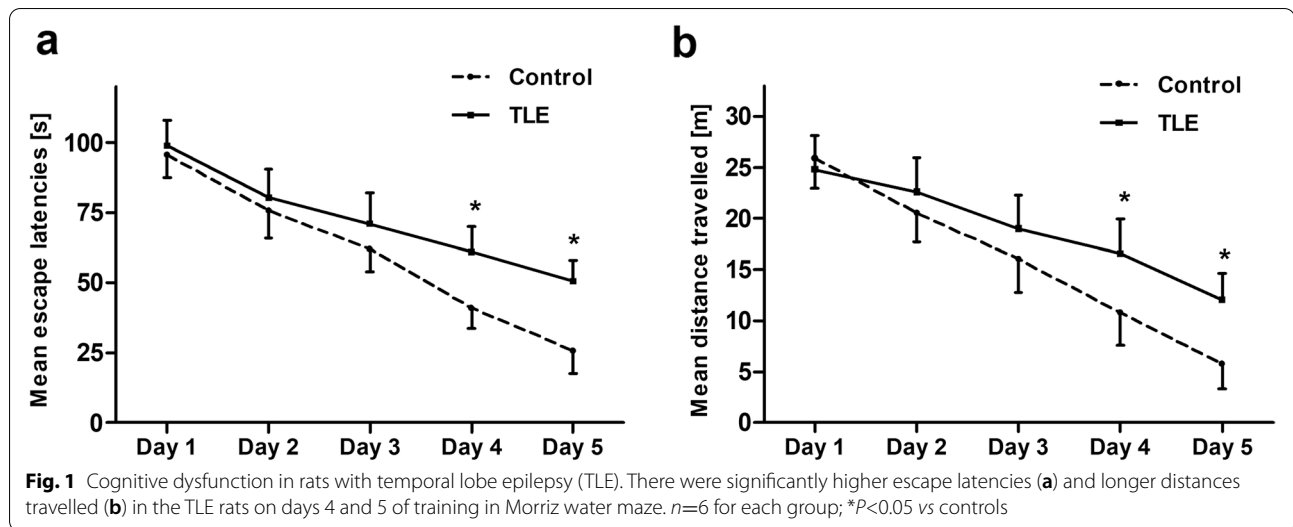 a
Control
TLE
Mean escape latencies [s]
100
75
50
25
0
*
*
Day 1 Day 2 Day 3 Day 4 Day 5
b
Control
TLE
Mean distance travelled [m]
30
25
20
15
10
5
0
*
*
Day 1 Day 2 Day 3 Day 4 Day 5
Fig. 1 Cognitive dysfunction in rats with temporal lobe epilepsy (TLE). There were significantly higher escape latencies (a) and longer distances
travelled (b) in the TLE rats on days 4 and 5 of training in Morriz water maze. n=6 for each group; *P<0.05 vs controls